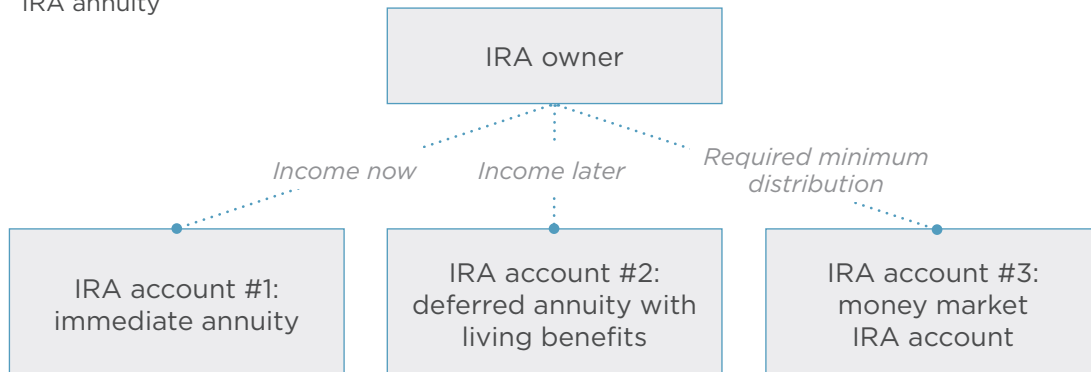 IRA annuity
IRA owner
Income now
Income later
Required minimum
distribution
IRA account #1:
immediate annuity
IRA account #2:
deferred annuity with
living benefits
IRA account #3:
money market
IRA account